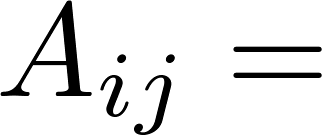 A_{ij} =